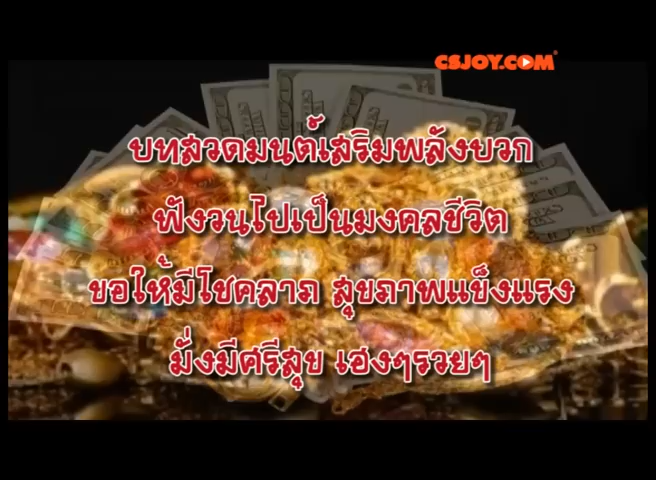 CSJOY.COM
บทสวดมนต์เสริมพลังบวก
ฟังวนไปเป็นมงคลชีวิต
ขอให้มีโชคลาภ สุขภาพแข็งแรง
มั่งมีศรีสุข เฮงๆรวยๆ